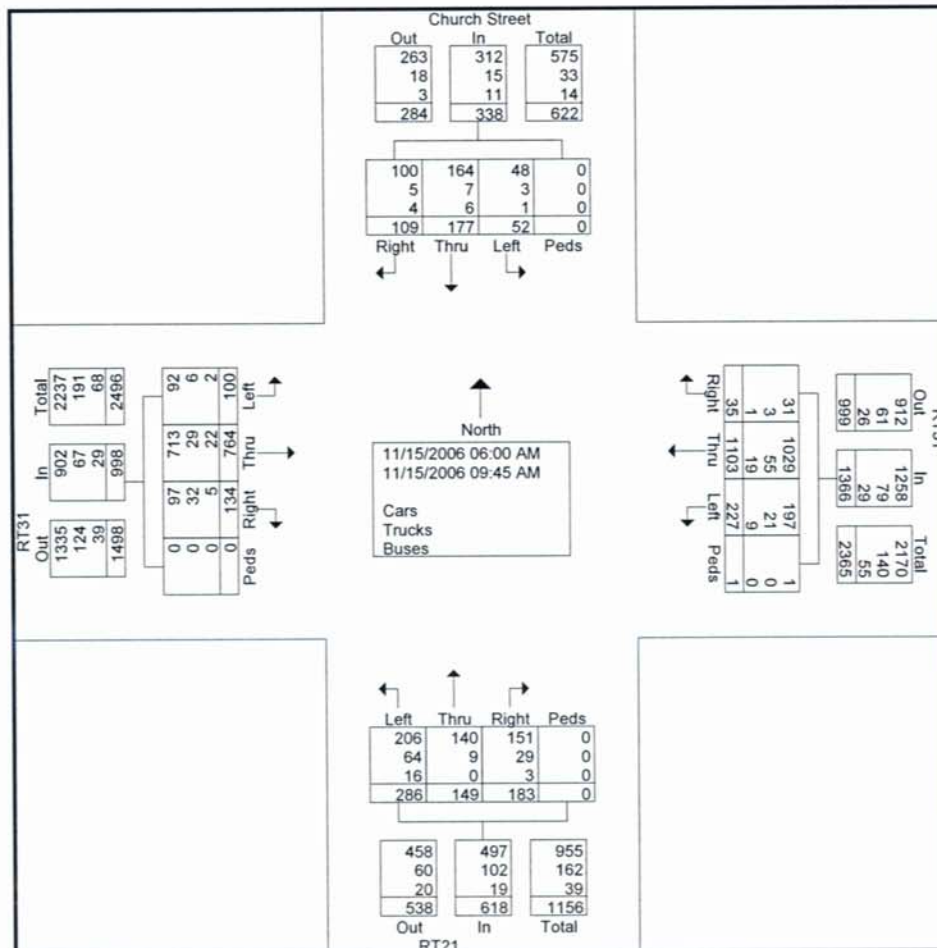 Church Street
Out In Total
263 312 575
18 15 33
3 11 14
284 338 622
100 164 48 0
5 7 3 0
4 6 1 0
109 177 52 0
Right Thru Left Peds
Total
2237
191
68
2496
In
902
67
29
998
Out
1335
124
39
1498
RT31
Left
92
6
2
100
Thru
713
29
22
764
Right
97
32
5
134
Peds
0
0
0
0
North
11/15/2006 06:00 AM
11/15/2006 09:45 AM
Cars
Trucks
Buses
Right
31
3
1
35
Thru
1029
55
19
1103
Left
197
21
9
227
Peds
1
0
0
1
Out
912
61
26
999
In
1258
79
29
1366
Total
2170
140
55
2365
Left Thru Right Peds
206 140 151 0
64 9 29 0
16 0 3 0
286 149 183 0
458 497 955
60 102 162
20 19 39
538 618 1156
Out In Total
RT21